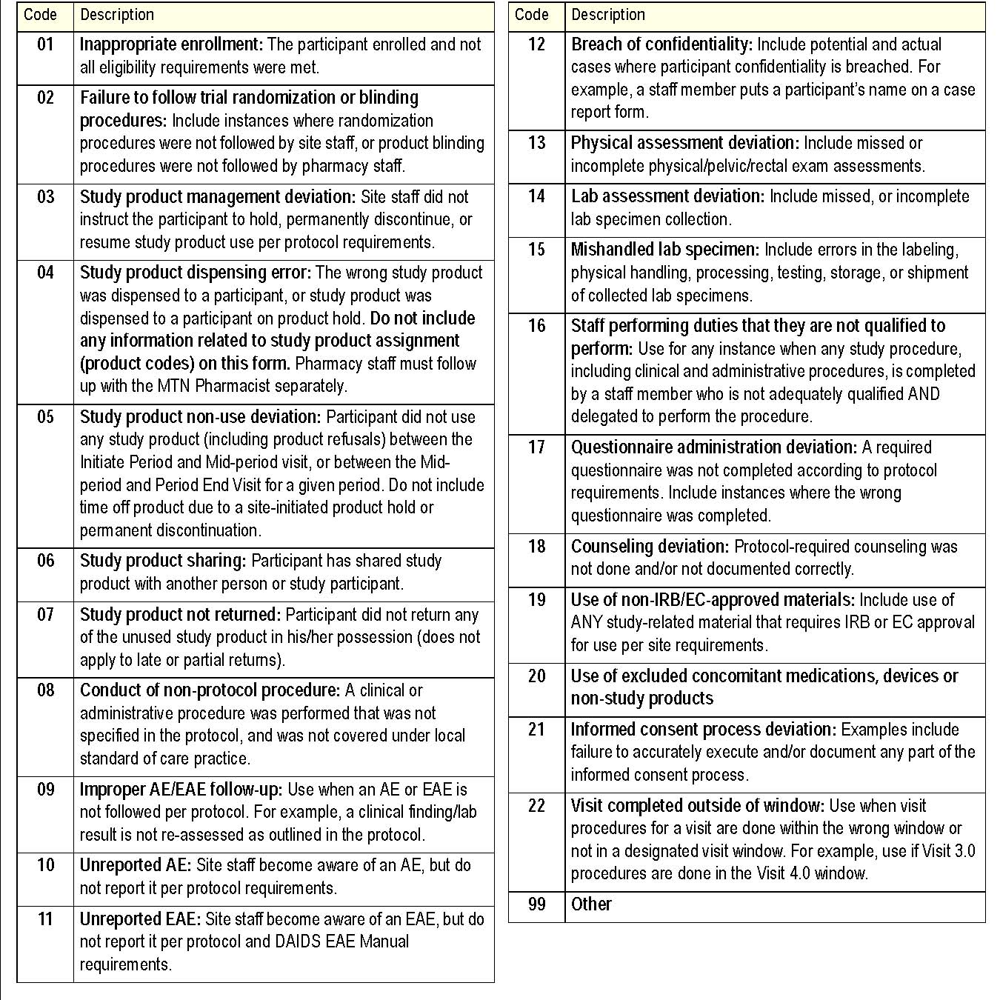 Code Description
01 Inappropriate enrollment: The participant enrolled and not
all eligibility requirements were met.
02 Failure to follow trial randomization or blinding
procedures: Include instances where randomization
procedures were not followed by site staff, or product blinding
procedures were not followed by pharmacy staff.
03 Study product management deviation: Site staff did not
instruct the participant to hold, permanently discontinue, or
resume study product use per protocol requirements.
04 Study product dispensing error: The wrong study product
was dispensed to a participant, or study product was
dispensed to a participant on product hold. Do not include
any information related to study product assignment
(product codes) on this form. Pharmacy staff must follow
up with the MTN Pharmacist separately.
05 Study product non-use deviation: Participant did not use
any study product (including product refusals) between the
Initiate Period and Mid-period visit, or between the Mid-
period and Period End Visit for a given period. Do not include
time off product due to a site-initiated product hold or
permanent discontinuation.
06 Study product sharing: Participant has shared study
product with another person or study participant.
07 Study product not returned: Participant did not return any
of the unused study product in his/her possession (does not
apply to late or partial returns).
08 Conduct of non-protocol procedure: A clinical or
administrative procedure was performed that was not
specified in the protocol, and was not covered under local
standard of care practice.
09 Improper AE/EAE follow-up: Use when an AE or EAE is
not followed per protocol. For example, a clinical finding/lab
result is not re-assessed as outlined in the protocol.
10 Unreported AE: Site staff become aware of an AE, but do
not report it per protocol requirements.
11 Unreported EAE: Site staff become aware of an EAE, but do
not report it per protocol and DAIDS EAE Manual
requirements.
Code Description
12 Breach of confidentiality: Include potential and actual
cases where participant confidentiality is breached. For
example, a staff member puts a participant's name on a case
report form.
13 Physical assessment deviation: Include missed or
incomplete physical/pelvic/rectal exam assessments.
14 Lab assessment deviation: Include missed, or incomplete
lab specimen collection.
15 Mishandled lab specimen: Include errors in the labeling,
physical handling, processing, testing, storage, or shipment
of collected lab specimens.
16 Staff performing duties that they are not qualified to
perform: Use for any instance when any study procedure,
including clinical and administrative procedures, is completed
by a staff member who is not adequately qualified AND
delegated to perform the procedure.
17 Questionnaire administration deviation: A required
questionnaire was not completed according to protocol
requirements. Include instances where the wrong
questionnaire was completed.
18 Counseling deviation: Protocol-required counseling was
not done and/or not documented correctly.
19 Use of non-IRB/EC-approved materials: Include use of
ANY study-related material that requires IRB or EC approval
for use per site requirements.
20 Use of excluded concomitant medications, devices or
non-study products
21 Informed consent process deviation: Examples include
failure to accurately execute and/or document any part of the
informed consent process.
22 Visit completed outside of window: Use when visit
procedures for a visit are done within the wrong window or
not in a designated visit window. For example, use if Visit 3.0
procedures are done in the Visit 4.0 window.
99 Other